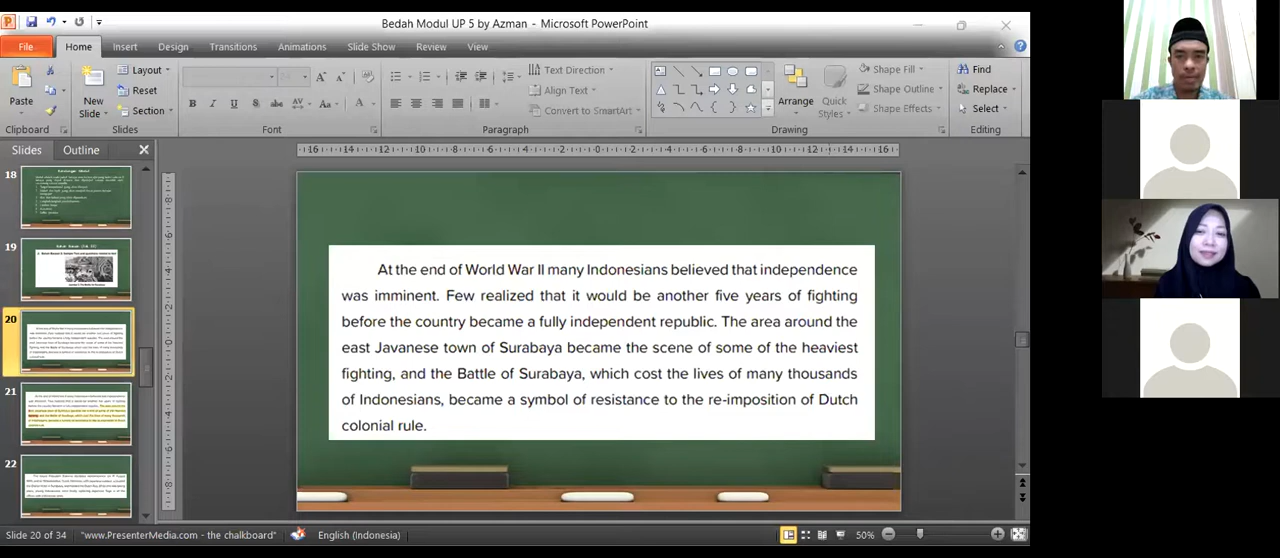 Bedah Modul UP 5 by Azman - Microsoft PowerPoint
File Home Insert Design Transitions Animations Slide Show Review View
Paste
Clipboard
New
Slide
Layout
Reset
Section
Slides
Font
Text Direction
Align Text
Convert to SmartArt
Paragraph
Arrange
Quick
Styles
Shape Fill
Shape Outline
Shape Effects
Drawing
Find
Replace
Select
Editing
Slides Outline
18
19
20
21
22
At the end of World War II many Indonesians believed that independence
was imminent. Few realized that it would be another five years of fighting
before the country became a fully independent republic. The area around the
east Javanese town of Surabaya became the scene of some of the heaviest
fighting, and the Battle of Surabaya, which cost the lives of many thousands
of Indonesians, became a symbol of resistance to the re-imposition of Dutch
colonial rule.
Slide 20 of 34 "www.PresenterMedia.com - the chalkboard" English (Indonesia) 50%